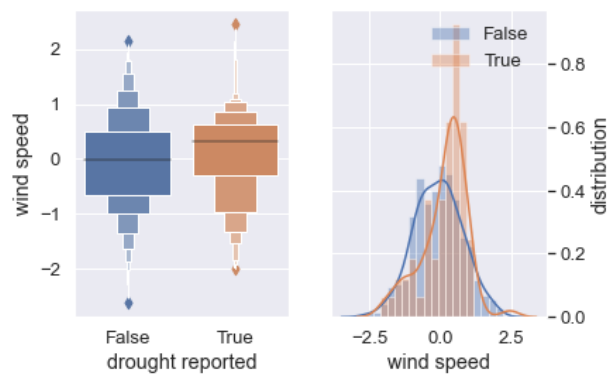 2
1
0
−1
−2
wind speed
False
True
drought reported
False
True
0.8
0.6
0.4
0.2
0.0
distribution
−2.5
0.0
2.5
wind speed